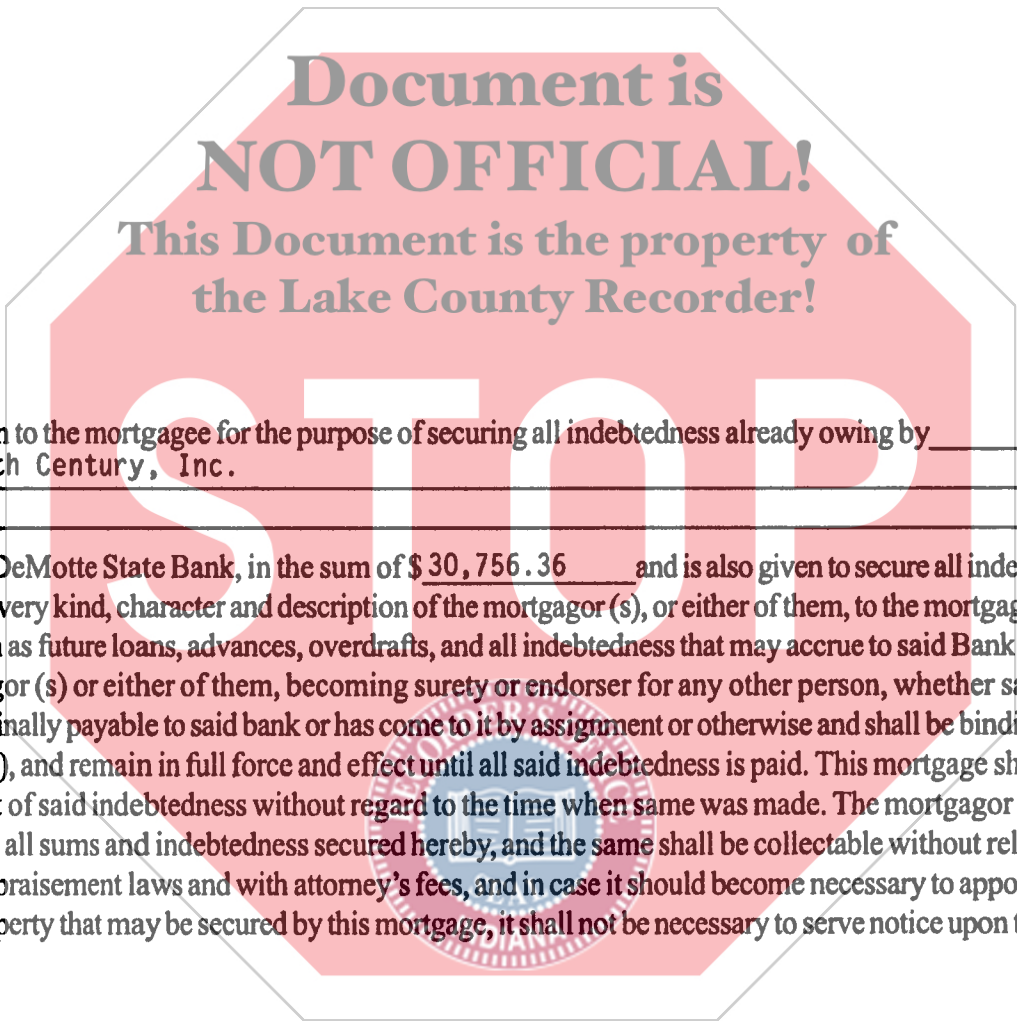 Document is
NOT OFFICIAL!
This Document is the property of
the Lake County Recorder!
STOP
to the mortgagee for the purpose of securing all indebtedness already owing by
h Century, Inc.
DeMotte State Bank, in the sum of $ 30,756.36 and is also given to secure all inde
very kind, character and description of the mortgagor (s), or either of them, to the mortgag
as future loans, advances, overdrafts, and all indebtedness that may accrue to said Bank
or (s) or either of them, becoming surety or endorser for any other person, whether sa
inally payable to said bank or has come to it by assignment or otherwise and shall be bindi
), and remain in full force and effect until all said indebtedness is paid. This mortgage sh
of said indebtedness without regard to the time when same was made. The mortgagor
all sums and indebtedness secured hereby, and the same shall be collectable without rel
praisement laws and with attorney's fees, and in case it should become necessary to appo
perty that may be secured by this mortgage, it shall not be necessary to serve notice upon t
RECORDER'S OFFICE
SEAL
INDIANA